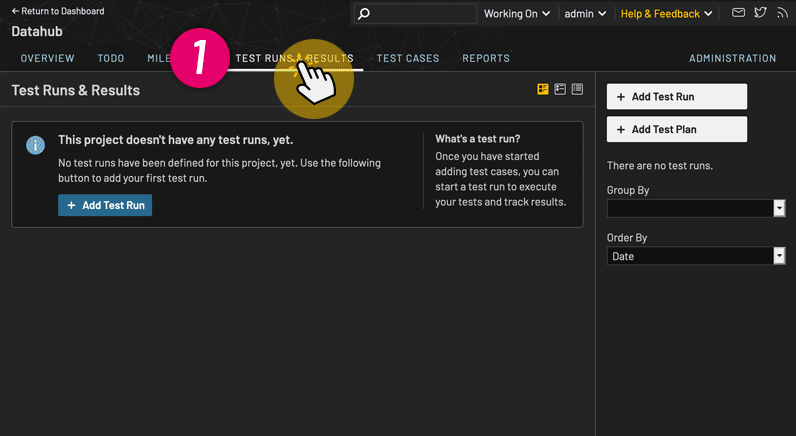 ← Return to Dashboard
Working On
admin
Help & Feedback
Datahub
OVERVIEW
TODO
1
TEST RUNS & RESULTS
TEST CASES
REPORTS
ADMINISTRATION
Test Runs & Results
This project doesn't have any test runs, yet.
No test runs have been defined for this project, yet. Use the following
button to add your first test run.
+ Add Test Run
What's a test run?
Once you have started
adding test cases, you can
start a test run to execute
your tests and track results.
+ Add Test Run
+ Add Test Plan
There are no test runs.
Group By
Order By
Date